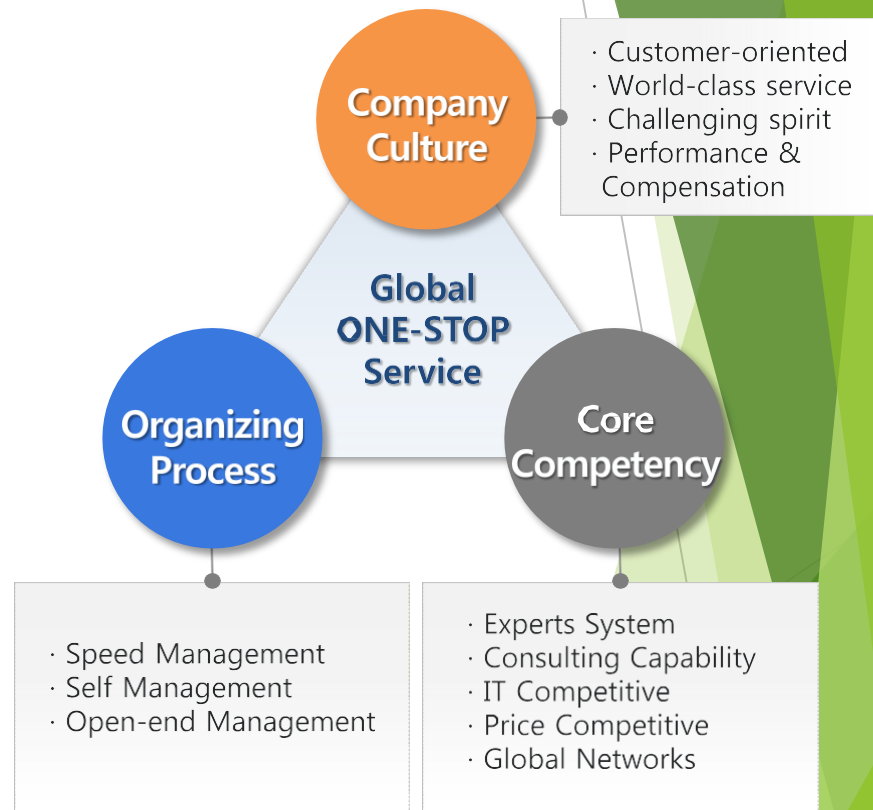 Company
Culture
· Customer-oriented
· World-class service
· Challenging spirit
· Performance &
Compensation
Global
ONE-STOP
Service
Organizing
Process
Core
Competency
· Speed Management
· Self Management
· Open-end Management
· Experts System
· Consulting Capability
· IT Competitive
· Price Competitive
· Global Networks